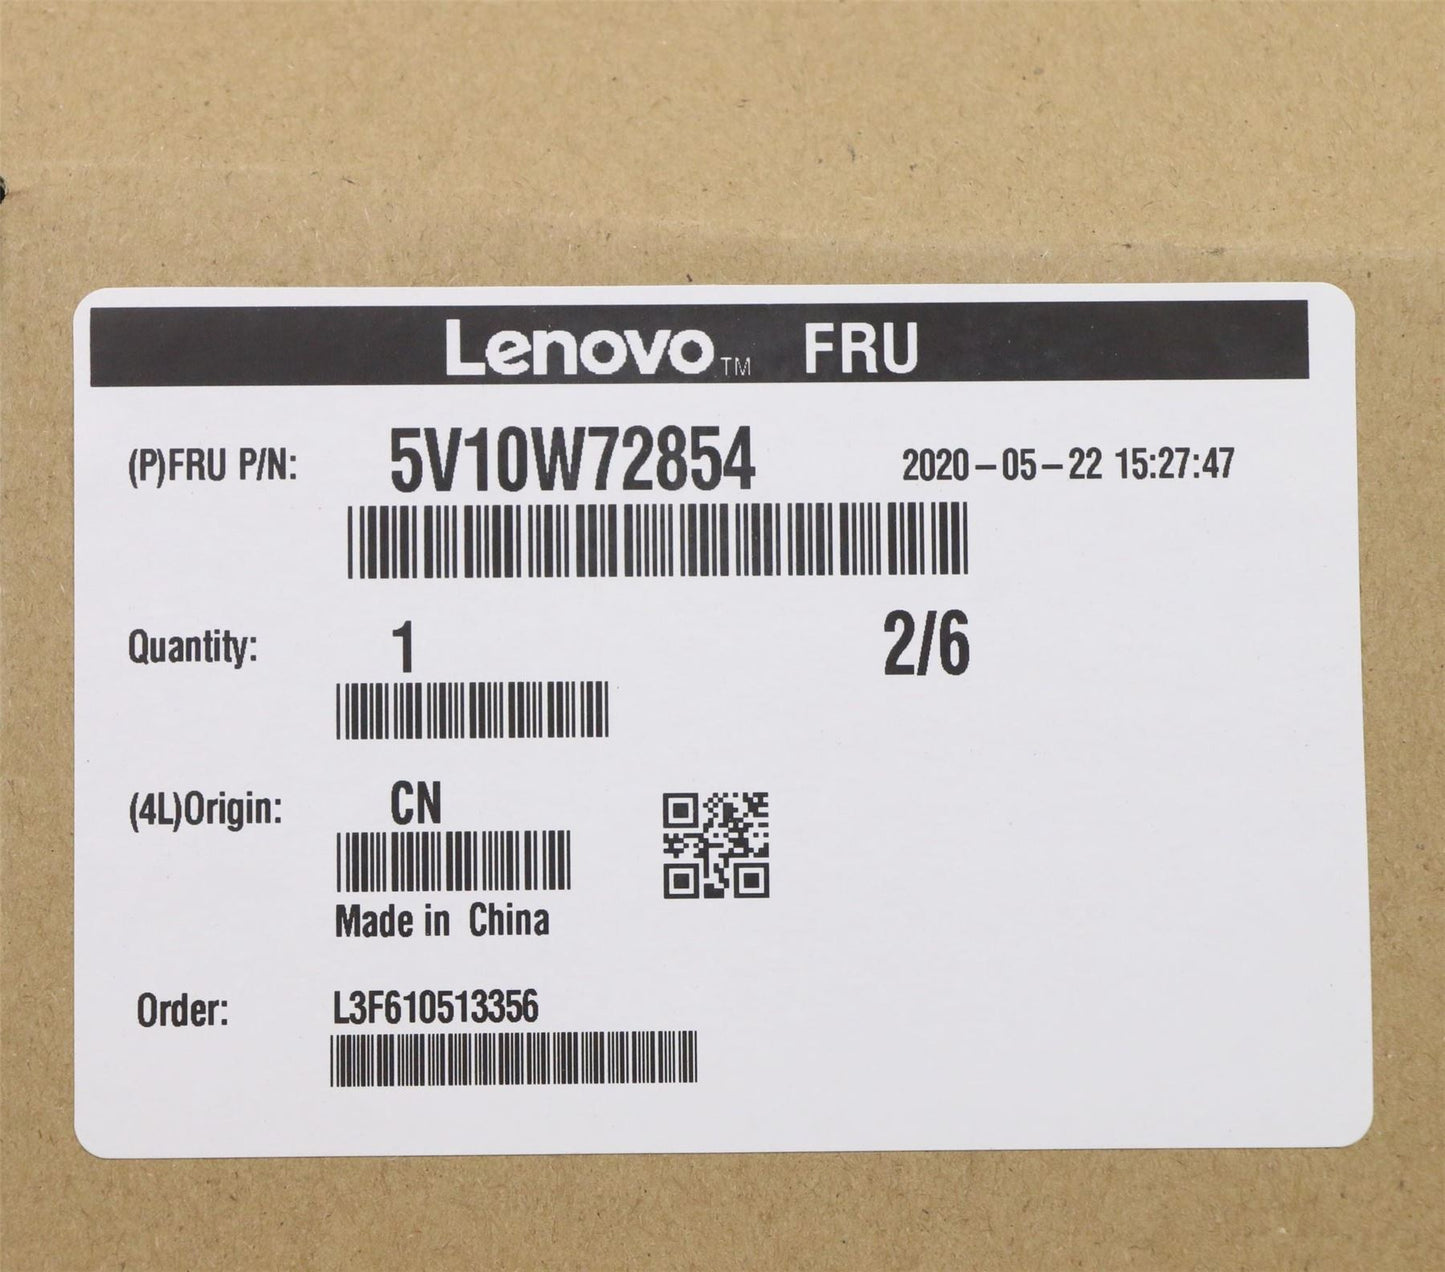 Lenovo™ FRU
(P)FRU P/N: 5V10W72854 2020-05-22 15:27:47
Quantity: 1 2/6
(4L)Origin: CN
Made in China
Order: L3F610513356